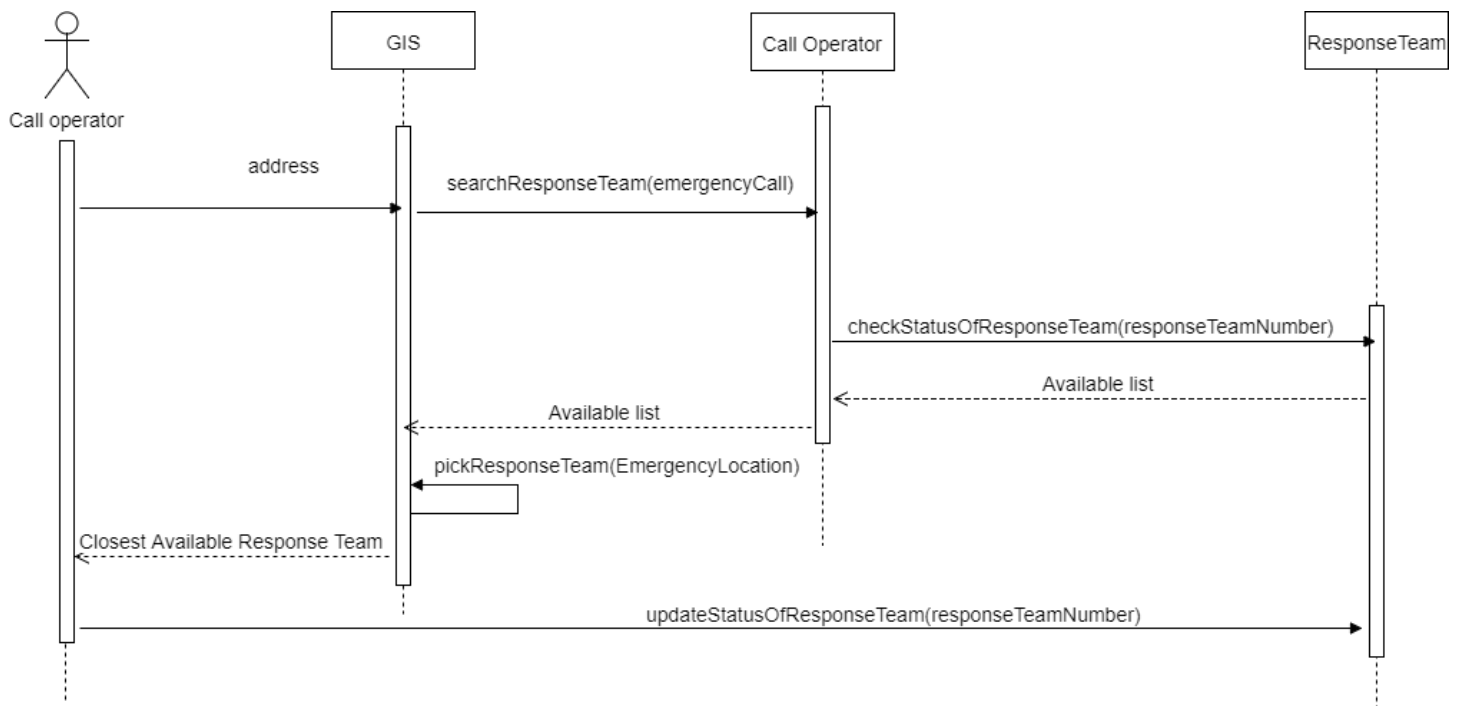 GIS
Call Operator
ResponseTeam
Call operator
address
searchResponseTeam(emergencyCall)
checkStatusOfResponseTeam(responseTeamNumber)
Available list
Available list
pickResponseTeam(EmergencyLocation)
Closest Available Response Team
updateStatusOfResponseTeam(responseTeamNumber)